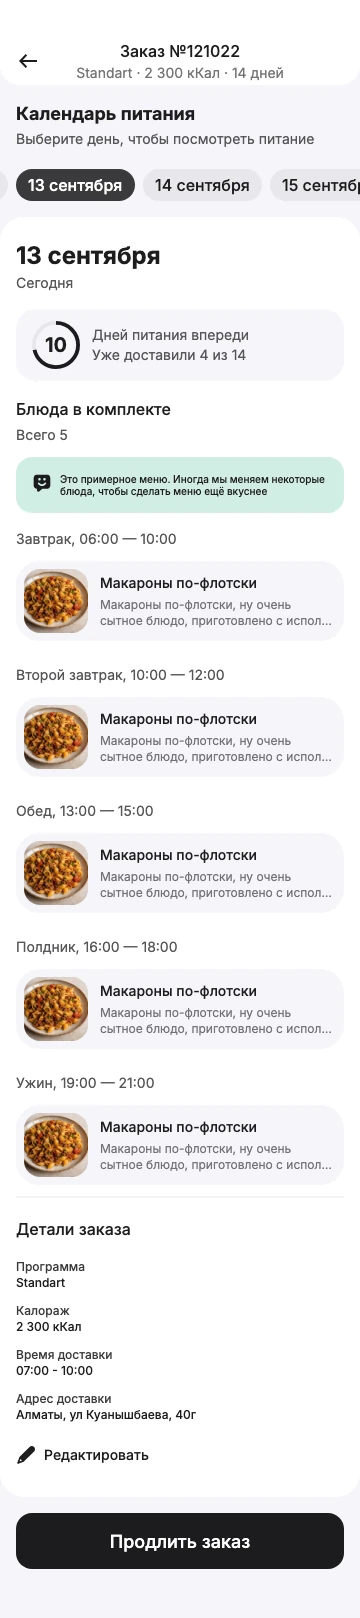 Заказ №121022
Standart · 2 300 кКал · 14 дней
Календарь питания
Выберите день, чтобы посмотреть питание
13 сентября
14 сентября
15 сентябр
13 сентября
Сегодня
10
Дней питания впереди
Уже доставили 4 из 14
Блюда в комплекте
Всего 5
Это примерное меню. Иногда мы меняем некоторые
блюда, чтобы сделать меню ещё вкуснее
Завтрак, 06:00 — 10:00
Макароны по-флотски
Макароны по-флотски, ну очень
сытное блюдо, приготовлено с испол...
Второй завтрак, 10:00 — 12:00
Макароны по-флотски
Макароны по-флотски, ну очень
сытное блюдо, приготовлено с испол...
Обед, 13:00 — 15:00
Макароны по-флотски
Макароны по-флотски, ну очень
сытное блюдо, приготовлено с испол...
Полдник, 16:00 — 18:00
Макароны по-флотски
Макароны по-флотски, ну очень
сытное блюдо, приготовлено с испол...
Ужин, 19:00 — 21:00
Макароны по-флотски
Макароны по-флотски, ну очень
сытное блюдо, приготовлено с испол...
Детали заказа
Программа
Standart
Калораж
2 300 кКал
Время доставки
07:00 - 10:00
Адрес доставки
Алматы, ул Куанышбаева, 40г
Редактировать
Продлить заказ